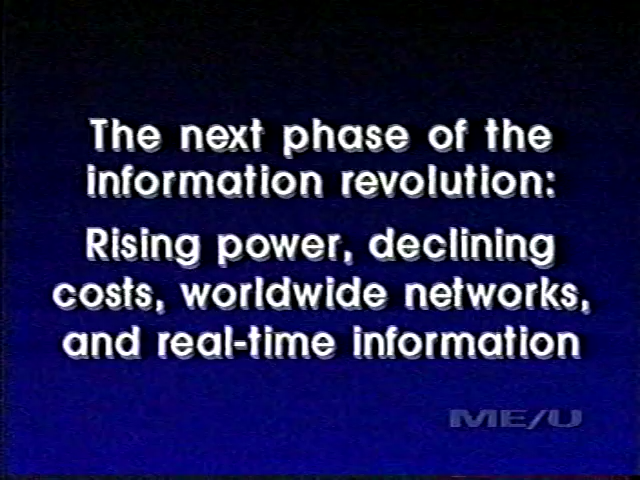 The next phase of the
information revolution:
Rising power, declining
costs, worldwide networks,
and real-time information
ME/U